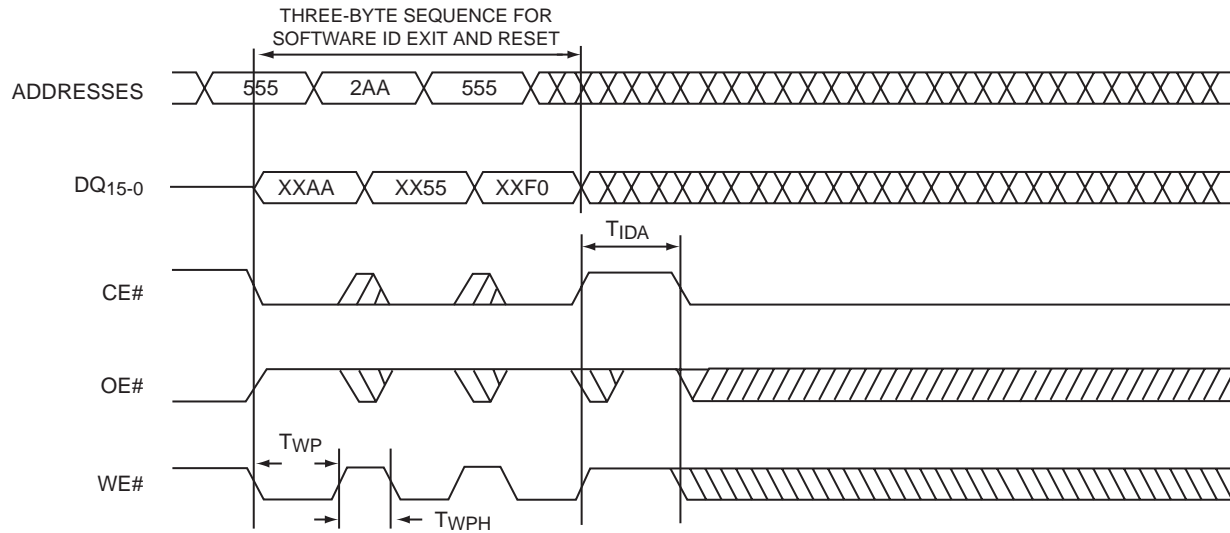 THREE-BYTE SEQUENCE FOR
SOFTWARE ID EXIT AND RESET
ADDRESSES 555 2AA 555
DQ15-0 XXAA XX55 XXF0
TIDA
CE#
OE#
TWP
WE#
TWPH